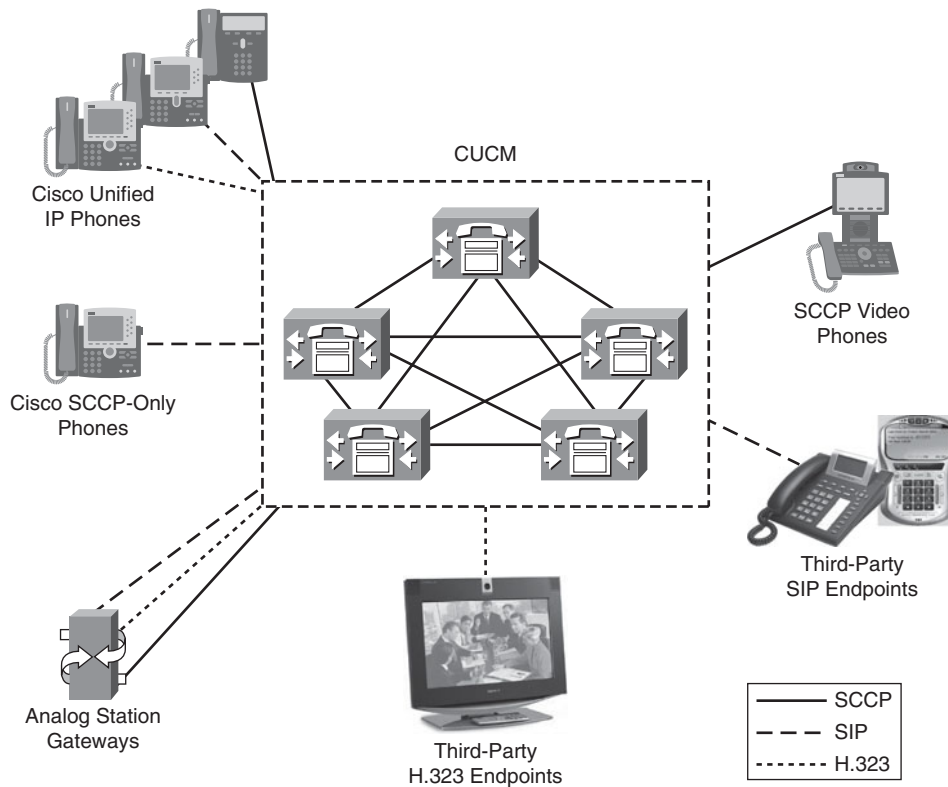 CUCM
Cisco Unified
IP Phones
SCCP Video
Phones
Cisco SCCP-Only
Phones
Third-Party
SIP Endpoints
Analog Station
Gateways
Third-Party
H.323 Endpoints
SCCP
SIP
H.323